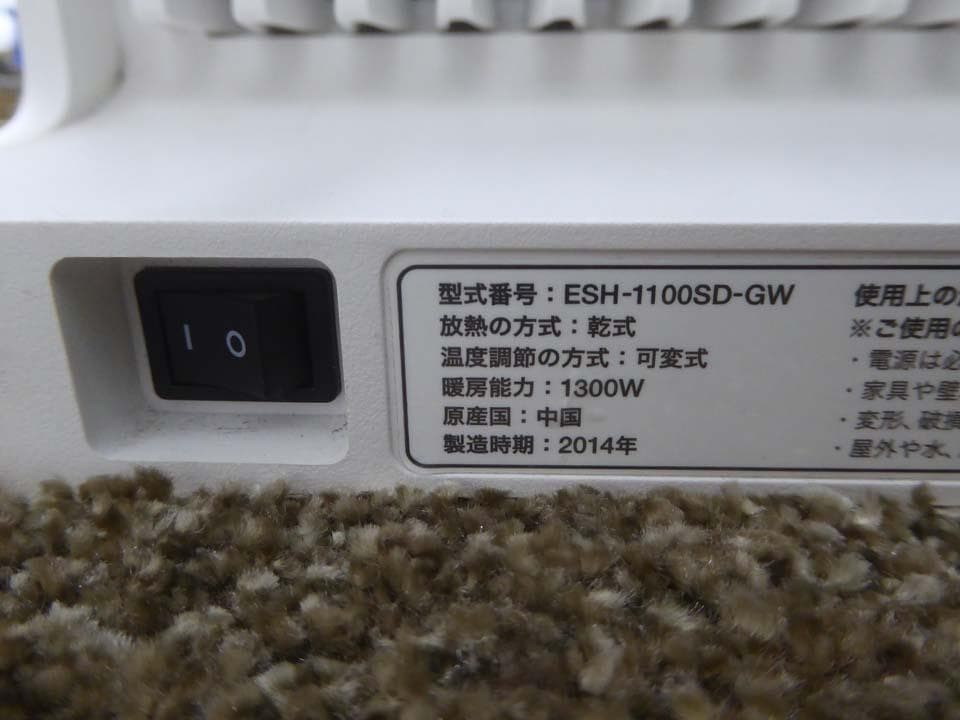 I O
型式番号：ESH-1100SD-GW
放熱の方式：乾式
温度調節の方式：可変式
暖房能力：1300W
原産国：中国
製造時期：2014年
使用上の
※ご使用の
・電源は必
・家具や壁
・変形、破損
・屋外や水、